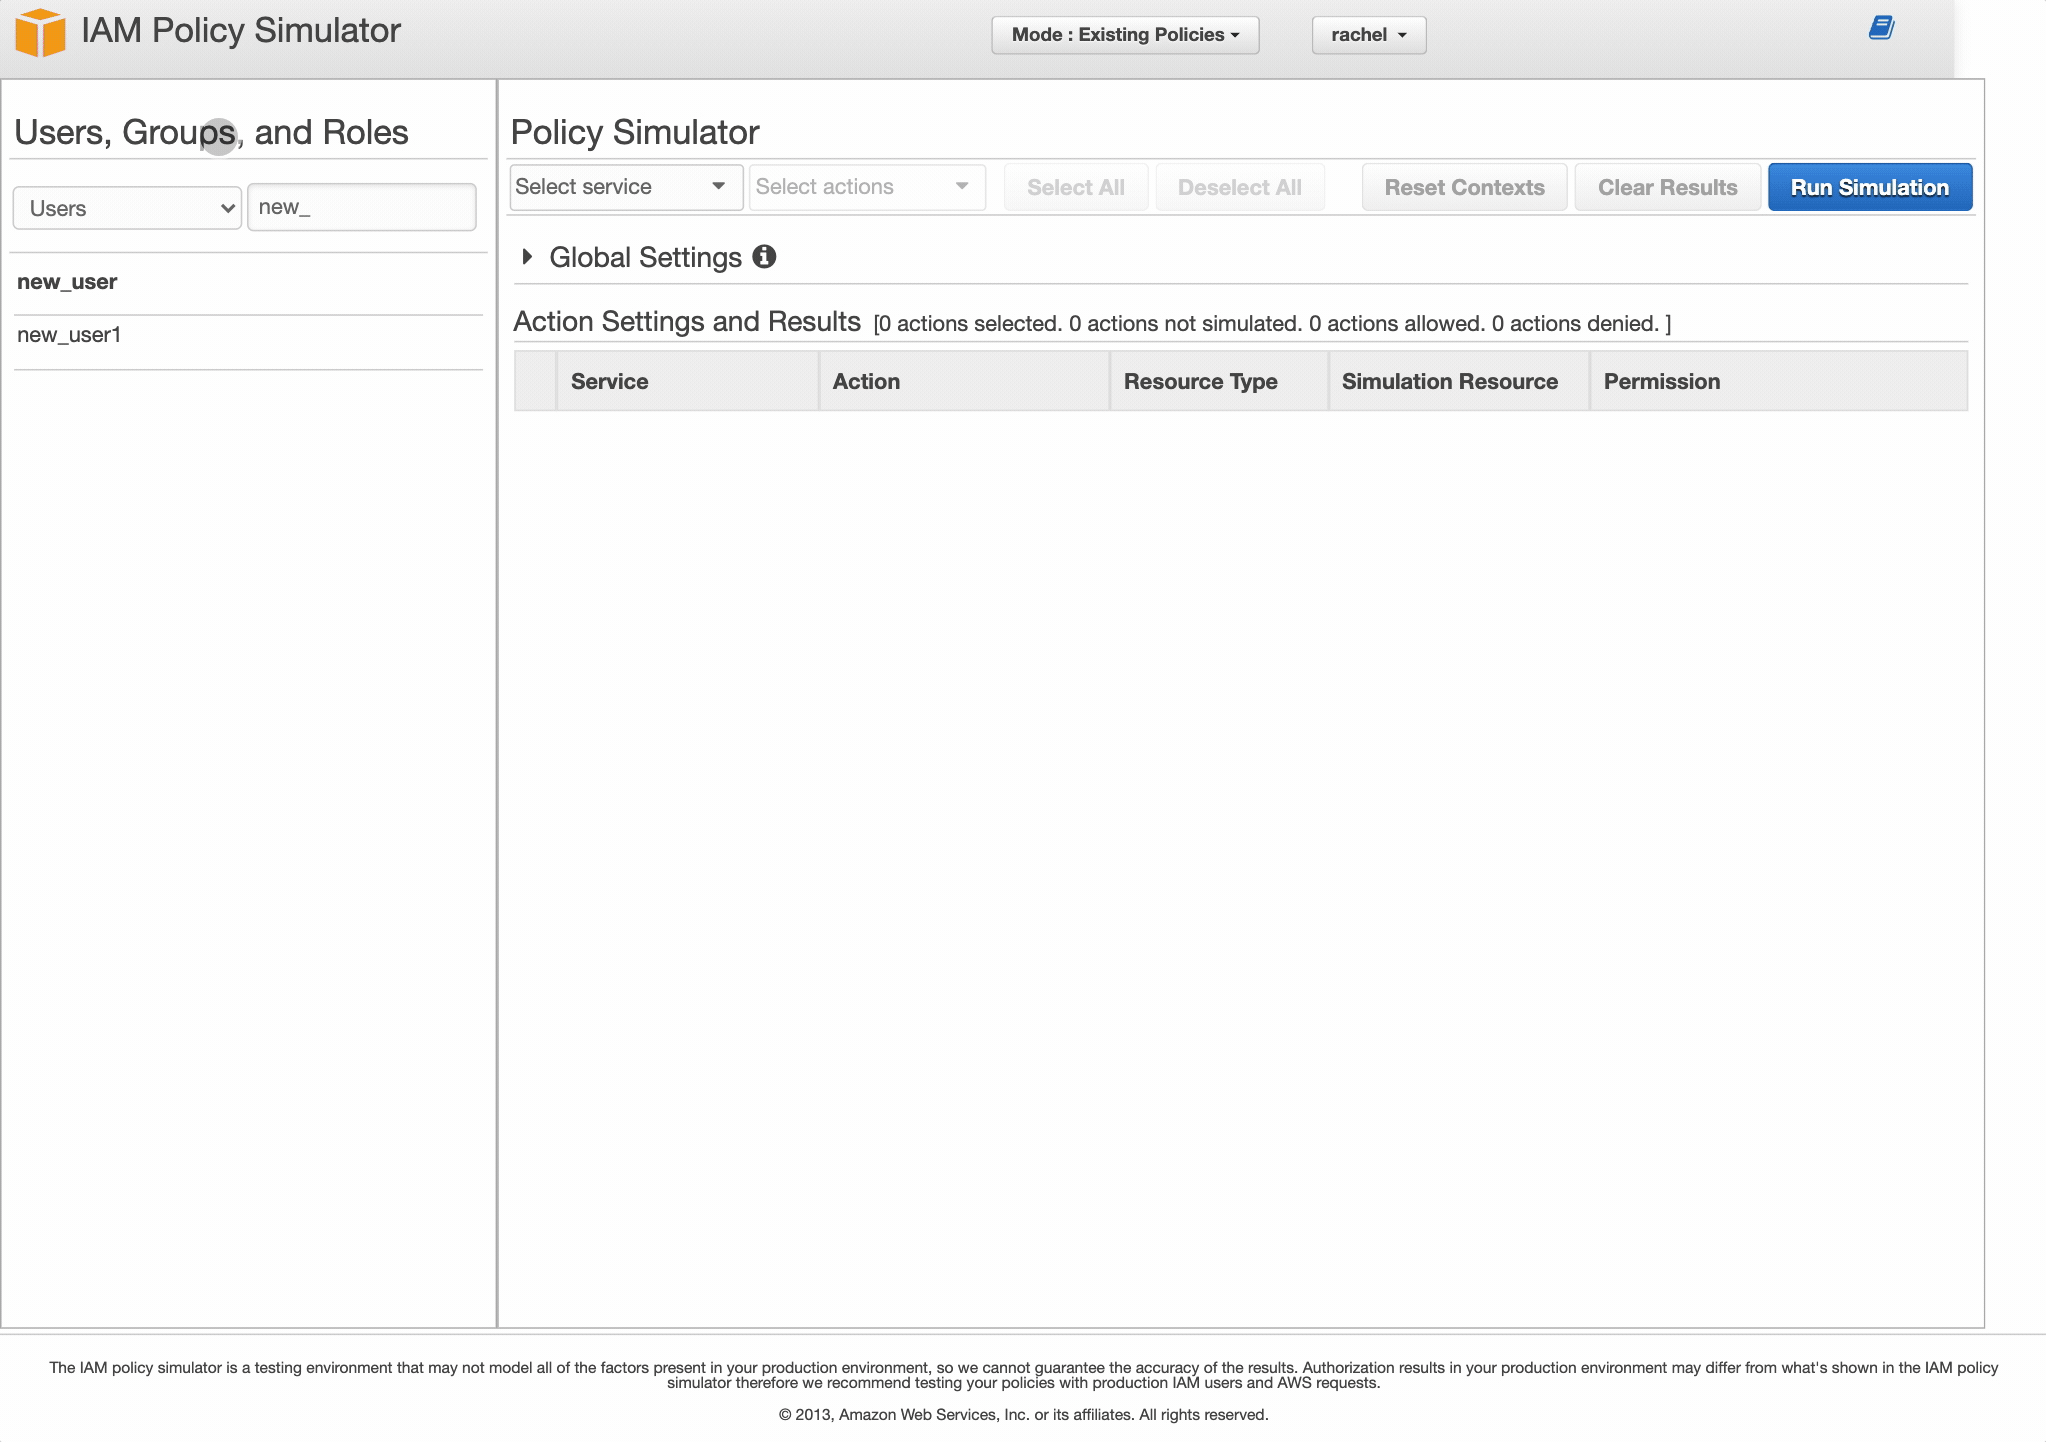 IAM Policy Simulator
Mode : Existing Policies
rachel
Users, Groups, and Roles
Users
new_
new_user
new_user1
Policy Simulator
Select service
Select actions
Select All
Deselect All
Reset Contexts
Clear Results
Run Simulation
Global Settings
Action Settings and Results [0 actions selected. 0 actions not simulated. 0 actions allowed. 0 actions denied. ]
Service
Action
Resource Type
Simulation Resource
Permission
The IAM policy simulator is a testing environment that may not model all of the factors present in your production environment, so we cannot guarantee the accuracy of the results. Authorization results in your production environment may differ from what's shown in the IAM policy
simulator therefore we recommend testing your policies with production IAM users and AWS requests.
© 2013, Amazon Web Services, Inc. or its affiliates. All rights reserved.